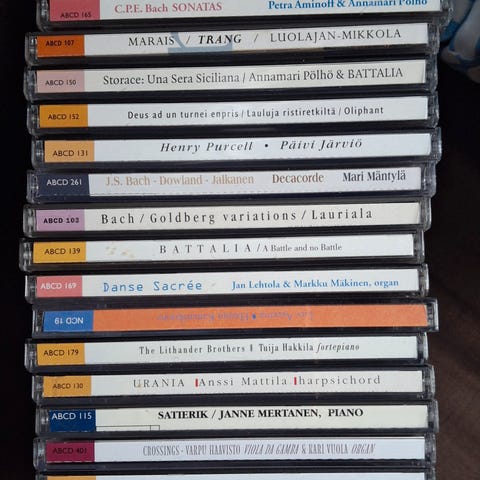 ABCD 165 C.P.E. Bach SONATAS Petra Aminoff & Annamari Pölhö
ABCD 107 MARAIS / TRANG / LUOLAJAN-MIKKOLA
ABCD 150 Storace: Una Sera Siciliana / Annamari Pölhö & BATTALIA
ABCD 152 Deus ad un turnei enpris / Lauluja ristiretkiltä / Oliphant
ABCD 131 Henry Purcell • Päivi Järviö
ABCD 261 J.S. Bach - Dowland - Jalkanen Decacorde Mari Mäntylä
ABCD 102 Bach / Goldberg variations / Lauriala
ABCD 139 BATTALIA / A Battle and no Battle
ABCD 169 Danse Sacrée Jan Lehtola & Markku Mäkinen, organ
NCD 19
ABCD 179 The Lithander Brothers Tuija Hakkila fortepiano
ABCD 130 URANIA Anssi Mattila harpsichord
ABCD 115 SATIERIK / JANNE MERTANEN, PIANO
ABCD 401 CROSSINGS - VARPU HAAVISTO VIOLA DA GAMBA & KARI VUOLA ORGAN